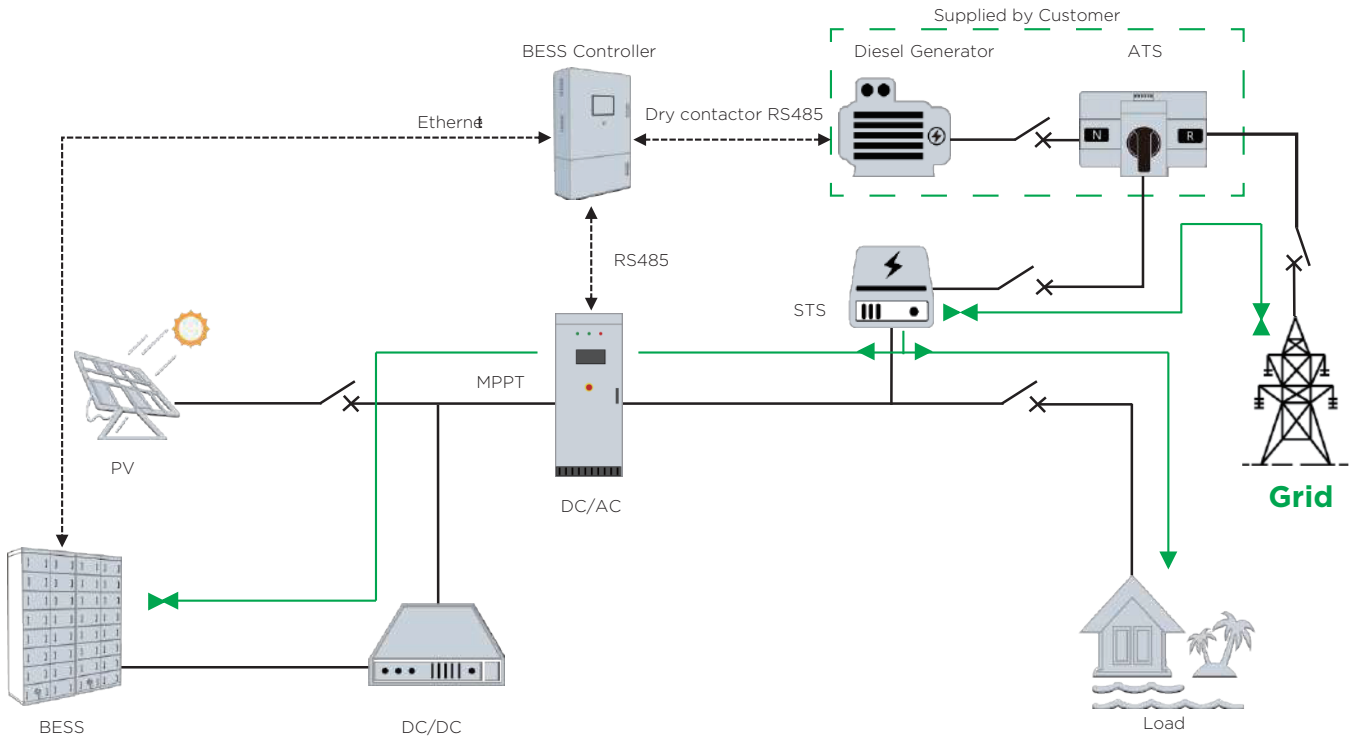 Supplied by Customer
BESS Controller
Diesel Generator
ATS
Ethernet
Dry contactor RS485
N
R
RS485
STS
MPPT
PV
DC/AC
Grid
BESS
DC/DC
Load